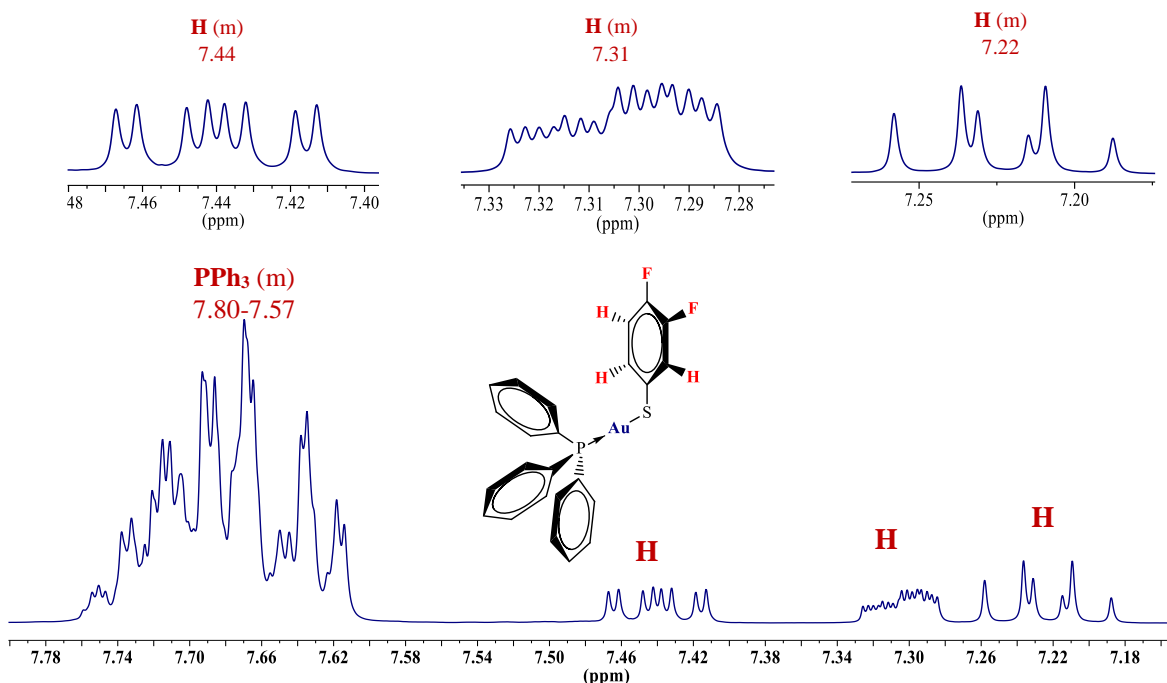 H (m)
7.44
H (m)
7.31
H (m)
7.22
48 7.46 7.44 7.42 7.40
(ppm)
7.33 7.32 7.31 7.30 7.29 7.28
(ppm)
7.25 7.20
(ppm)
PPh₃ (m)
7.80-7.57
F
F
H
H
H
S
Au
P
H
H
H
7.78 7.74 7.70 7.66 7.62 7.58 7.54 7.50 7.46 7.42 7.38 7.34 7.30 7.26 7.22 7.18
(ppm) (ppm)